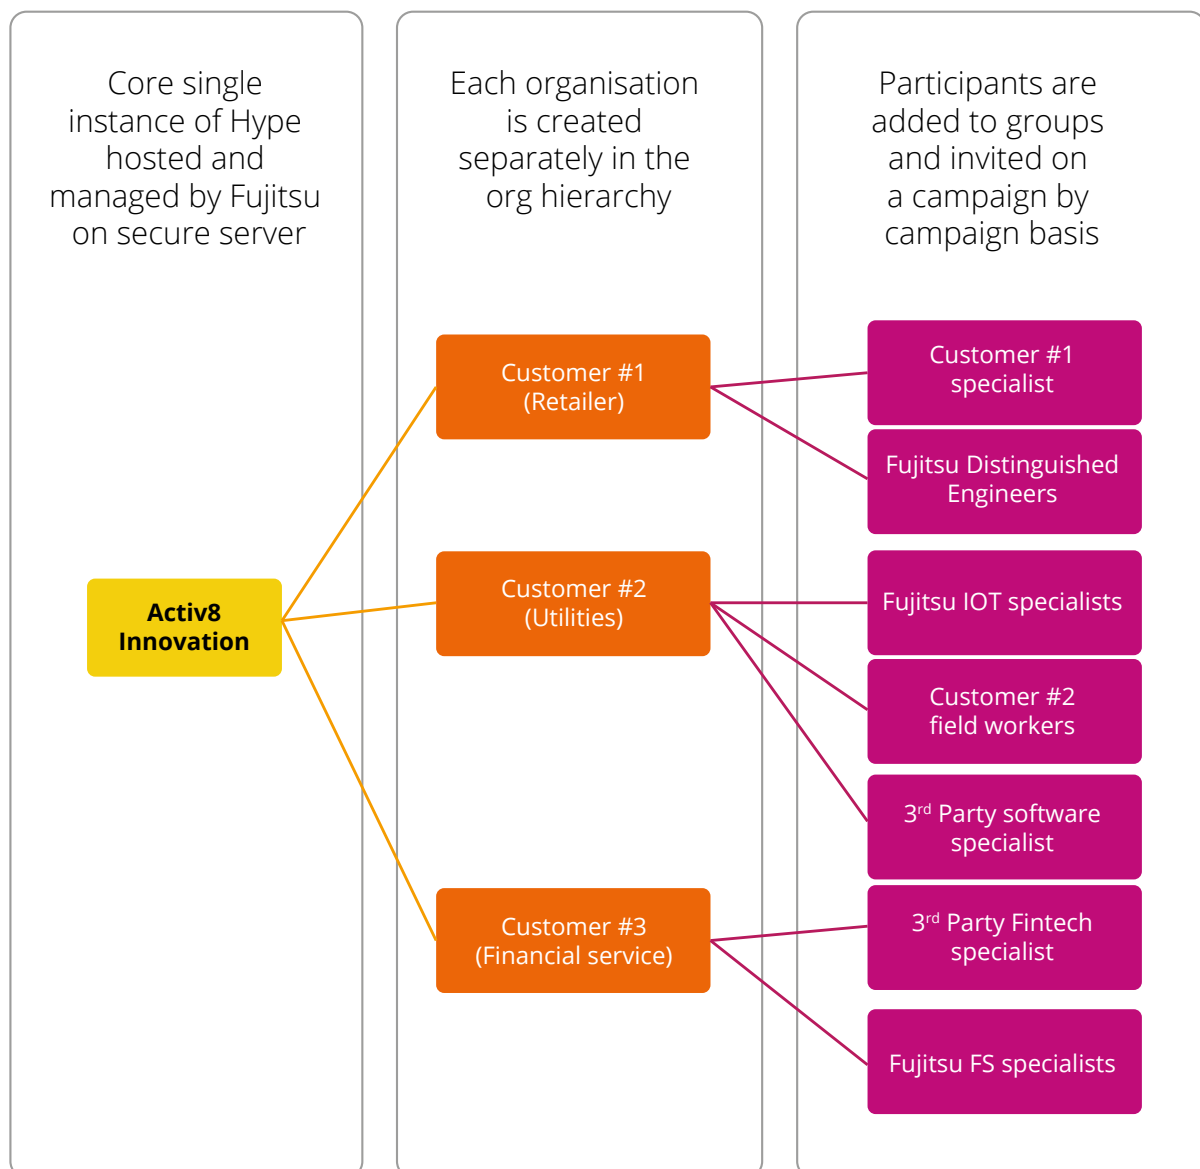 Core single
instance of Hype
hosted and
managed by Fujitsu
on secure server
Each organisation
is created
separately in the
org hierarchy
Participants are
added to groups
and invited on
a campaign by
campaign basis
Activ8
Innovation
Customer #1
(Retailer)
Customer #2
(Utilities)
Customer #3
(Financial service)
Customer #1
specialist
Fujitsu Distinguished
Engineers
Fujitsu IOT specialists
Customer #2
field workers
3rd Party software
specialist
3rd Party Fintech
specialist
Fujitsu FS specialists